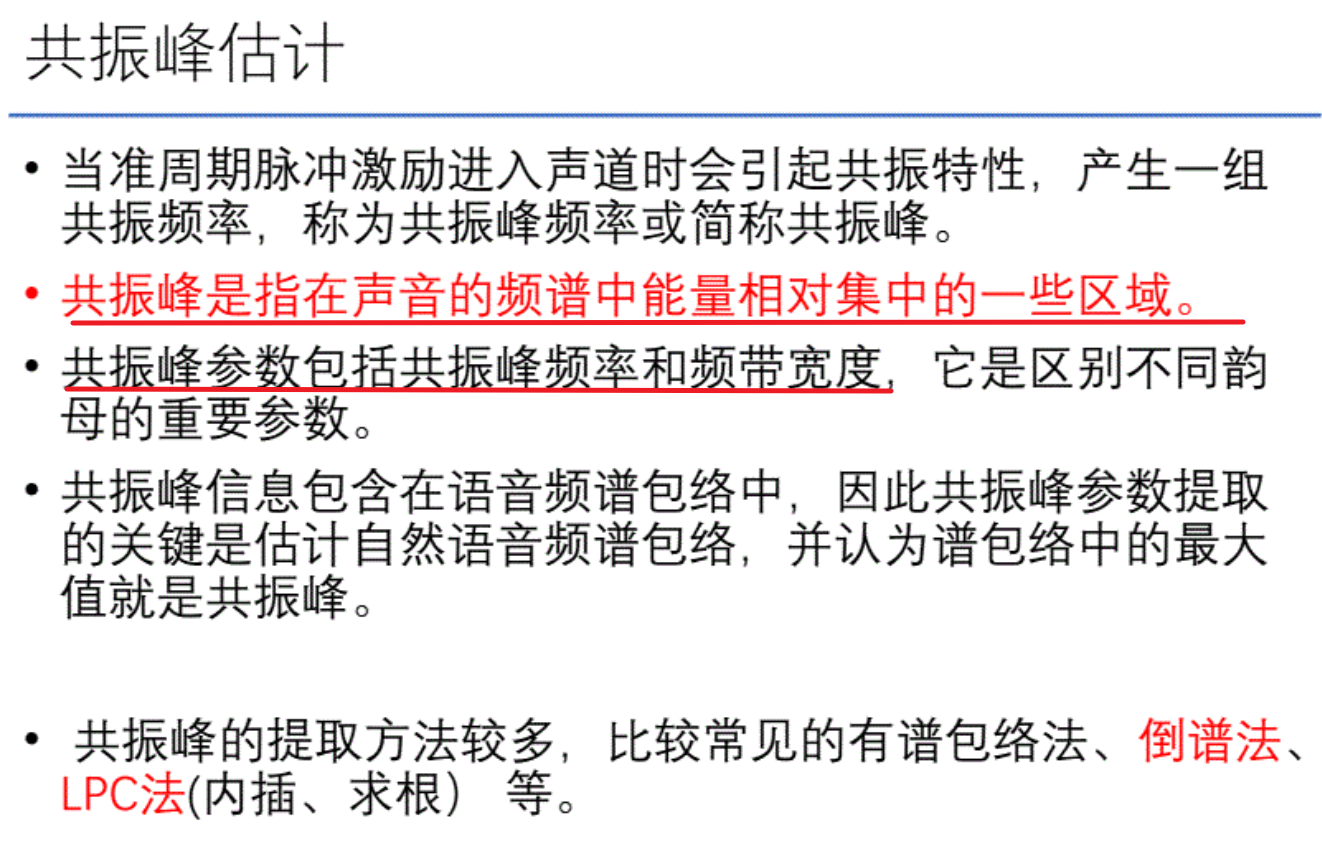 共振峰估计
• 当准周期脉冲激励进入声道时会引起共振特性，产生一组
共振频率，称为共振峰频率或简称共振峰。
• 共振峰是指在声音的频谱中能量相对集中的一些区域。
• 共振峰参数包括共振峰频率和频带宽度，它是区别不同韵
母的重要参数。
• 共振峰信息包含在语音频谱包络中，因此共振峰参数提取
的关键是估计自然语音频谱包络，并认为谱包络中的最大
值就是共振峰。
• 共振峰的提取方法较多，比较常见的有谱包络法、倒谱法、
LPC法(内插、求根） 等。